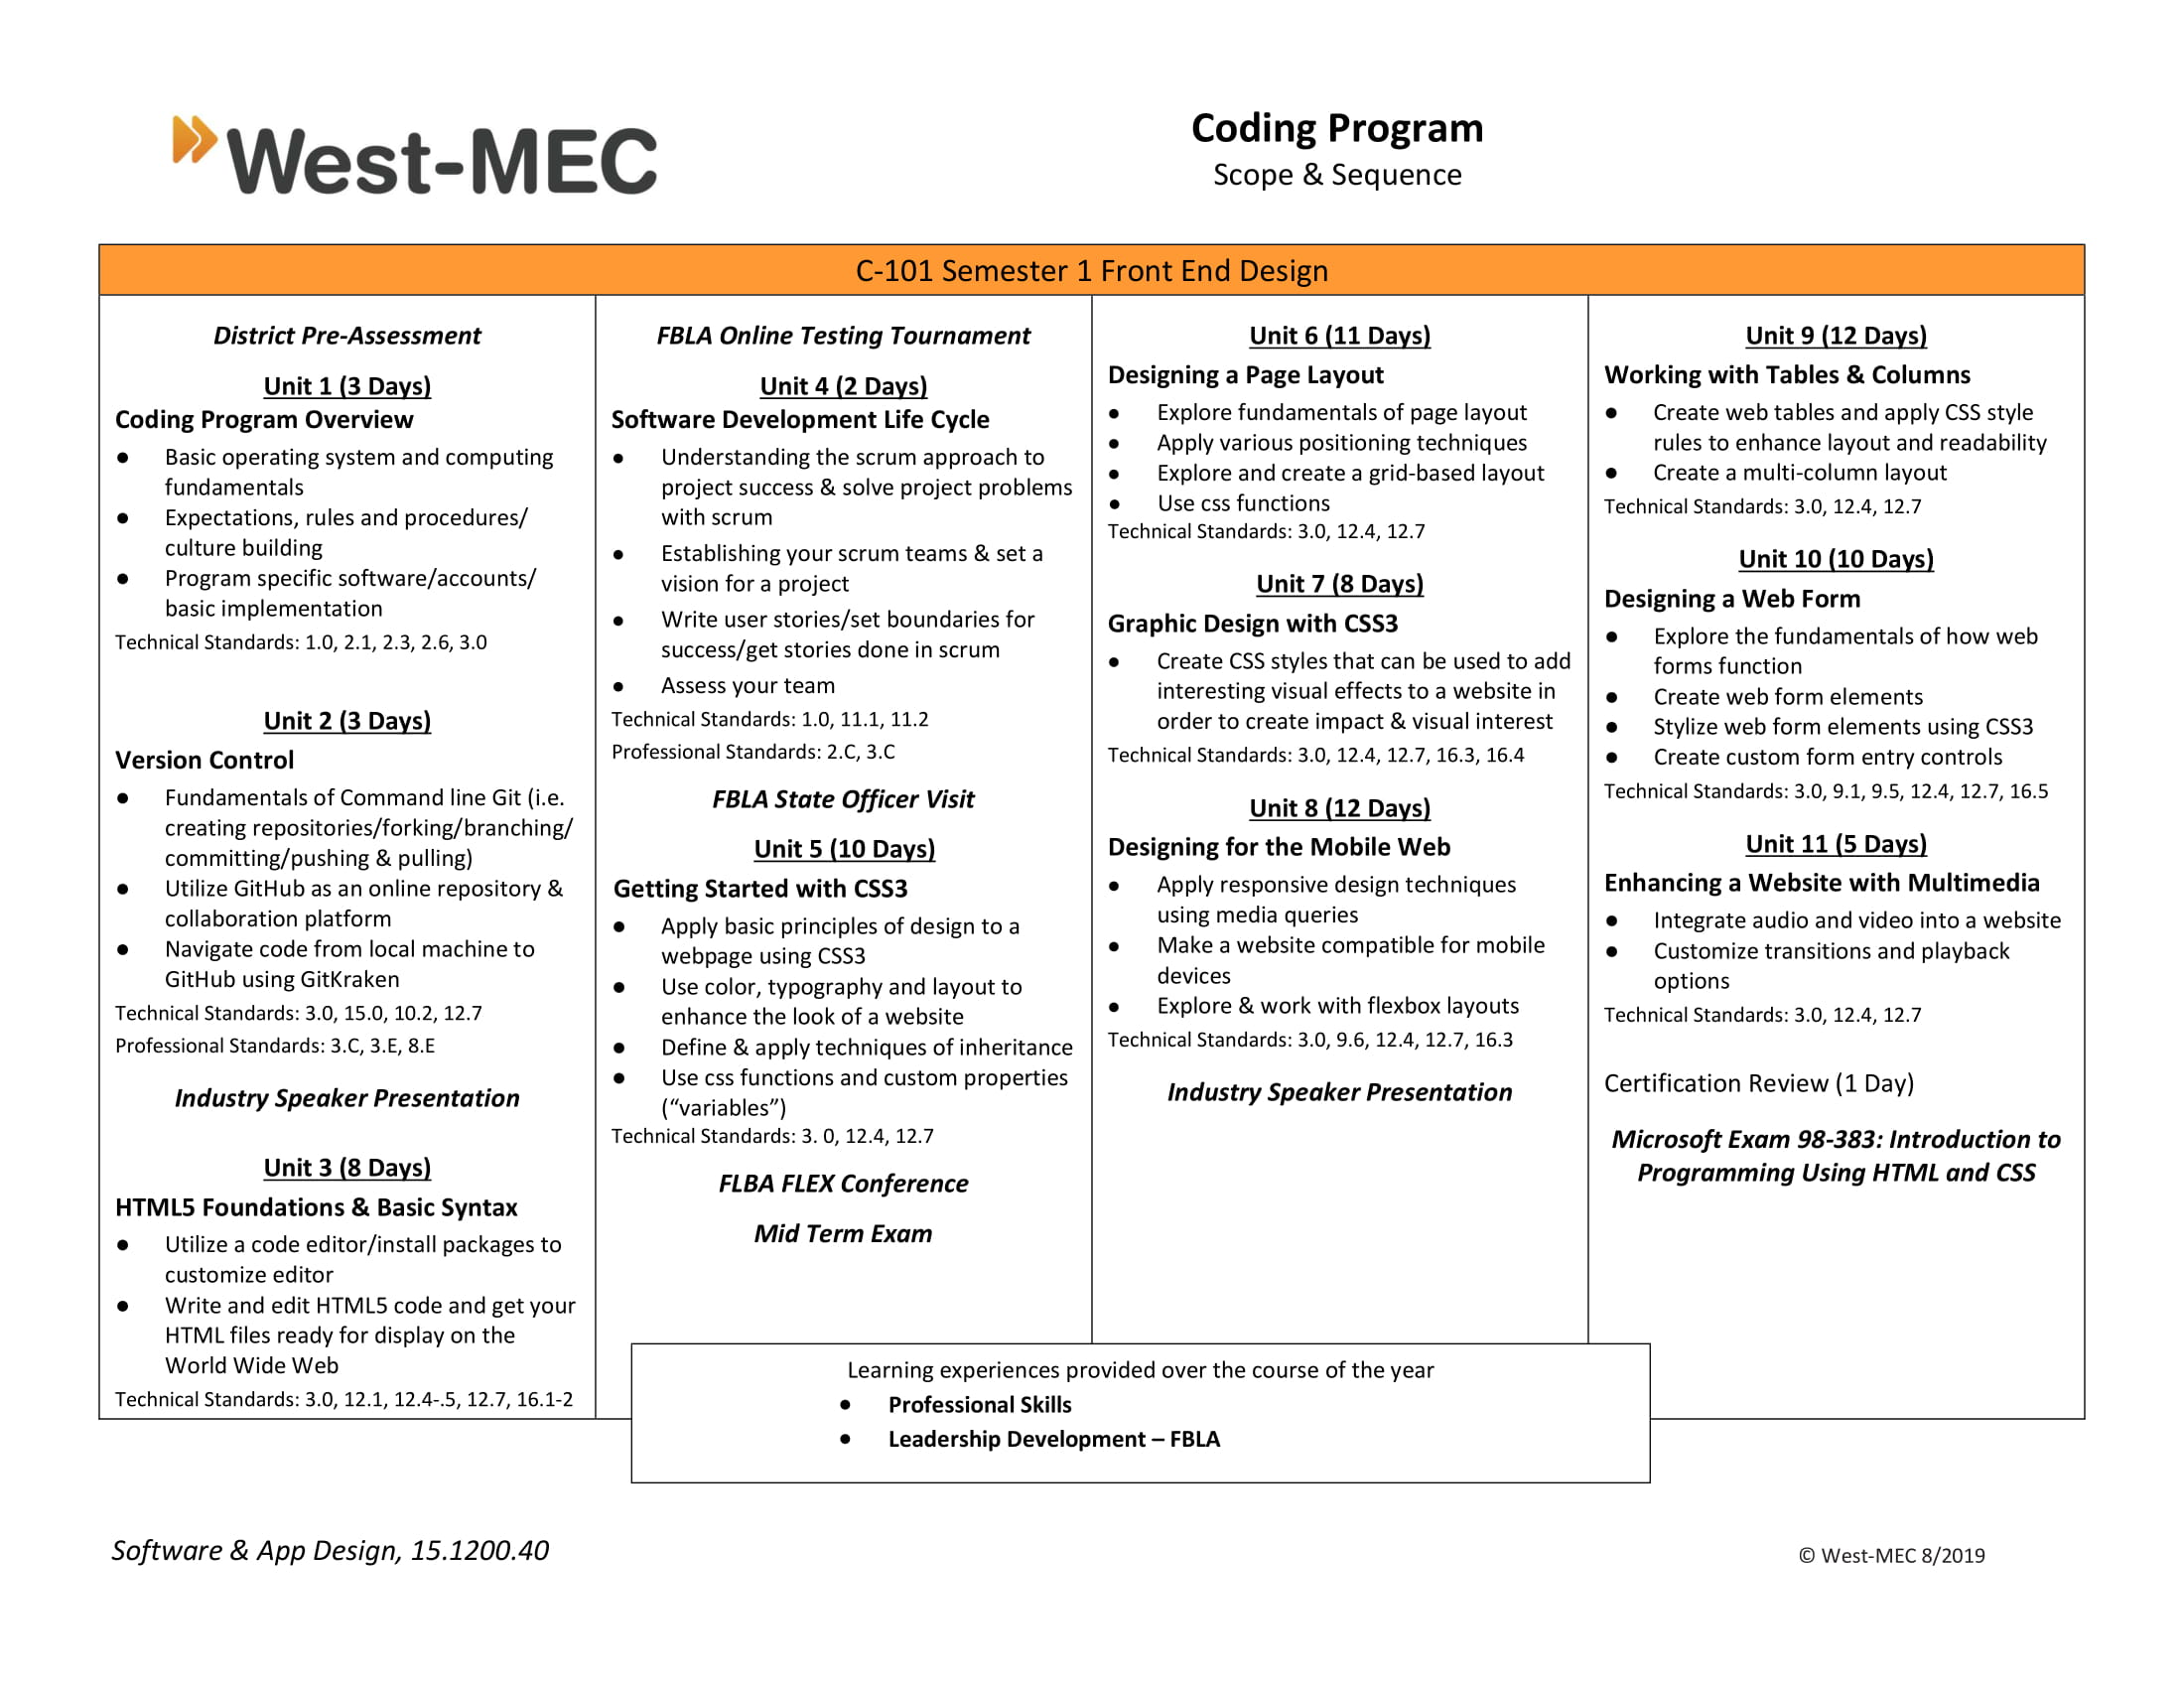 West-MEC
Coding Program
Scope & Sequence
C-101 Semester 1 Front End Design
District Pre-Assessment
Unit 1 (3 Days)
Coding Program Overview
● Basic operating system and computing
fundamentals
● Expectations, rules and procedures/
culture building
● Program specific software/accounts/
basic implementation
Technical Standards: 1.0, 2.1, 2.3, 2.6, 3.0
Unit 2 (3 Days)
Version Control
● Fundamentals of Command line Git (i.e.
creating repositories/forking/branching/
committing/pushing & pulling)
● Utilize GitHub as an online repository &
collaboration platform
● Navigate code from local machine to
GitHub using GitKraken
Technical Standards: 3.0, 15.0, 10.2, 12.7
Professional Standards: 3.C, 3.E, 8.E
Industry Speaker Presentation
Unit 3 (8 Days)
HTML5 Foundations & Basic Syntax
● Utilize a code editor/install packages to
customize editor
● Write and edit HTML5 code and get your
HTML files ready for display on the
World Wide Web
Technical Standards: 3.0, 12.1, 12.4-.5, 12.7, 16.1-2
FBLA Online Testing Tournament
Unit 4 (2 Days)
Software Development Life Cycle
● Understanding the scrum approach to
project success & solve project problems
with scrum
● Establishing your scrum teams & set a
vision for a project
● Write user stories/set boundaries for
success/get stories done in scrum
● Assess your team
Technical Standards: 1.0, 11.1, 11.2
Professional Standards: 2.C, 3.C
FBLA State Officer Visit
Unit 5 (10 Days)
Getting Started with CSS3
● Apply basic principles of design to a
webpage using CSS3
● Use color, typography and layout to
enhance the look of a website
● Define & apply techniques of inheritance
● Use css functions and custom properties
(“variables”)
Technical Standards: 3. 0, 12.4, 12.7
FLBA FLEX Conference
Mid Term Exam
Unit 6 (11 Days)
Designing a Page Layout
● Explore fundamentals of page layout
● Apply various positioning techniques
● Explore and create a grid-based layout
● Use css functions
Technical Standards: 3.0, 12.4, 12.7
Unit 7 (8 Days)
Graphic Design with CSS3
● Create CSS styles that can be used to add
interesting visual effects to a website in
order to create impact & visual interest
Technical Standards: 3.0, 12.4, 12.7, 16.3, 16.4
Unit 8 (12 Days)
Designing for the Mobile Web
● Apply responsive design techniques
using media queries
● Make a website compatible for mobile
devices
● Explore & work with flexbox layouts
Technical Standards: 3.0, 9.6, 12.4, 12.7, 16.3
Industry Speaker Presentation
Unit 9 (12 Days)
Working with Tables & Columns
● Create web tables and apply CSS style
rules to enhance layout and readability
● Create a multi-column layout
Technical Standards: 3.0, 12.4, 12.7
Unit 10 (10 Days)
Designing a Web Form
● Explore the fundamentals of how web
forms function
● Create web form elements
● Stylize web form elements using CSS3
● Create custom form entry controls
Technical Standards: 3.0, 9.1, 9.5, 12.4, 12.7, 16.5
Unit 11 (5 Days)
Enhancing a Website with Multimedia
● Integrate audio and video into a website
● Customize transitions and playback
options
Technical Standards: 3.0, 12.4, 12.7
Certification Review (1 Day)
Microsoft Exam 98-383: Introduction to
Programming Using HTML and CSS
Learning experiences provided over the course of the year
● Professional Skills
● Leadership Development – FBLA
Software & App Design, 15.1200.40
© West-MEC 8/2019